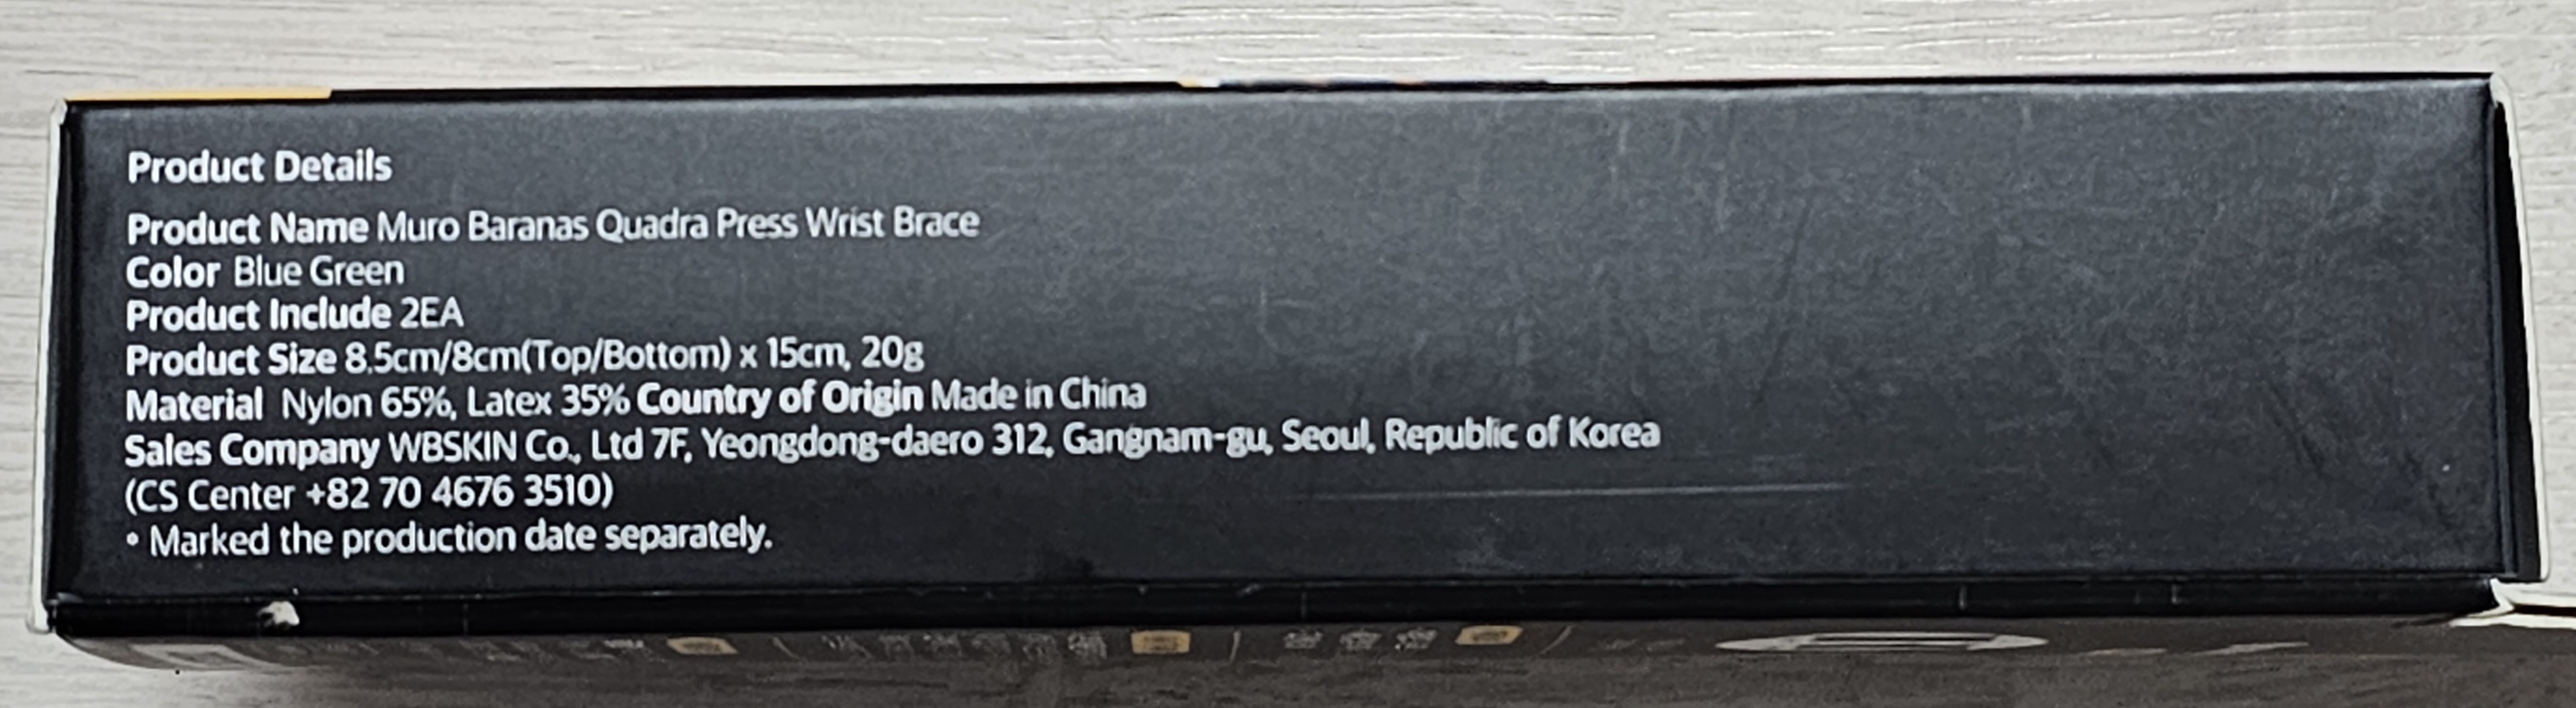 Product Details
Product Name Muro Baranas Quadra Press Wrist Brace
Color Blue Green
Product Include 2EA
Product Size 8.5cm/8cm(Top/Bottom) x 15cm, 20g
Material Nylon 65%, Latex 35% Country of Origin Made in China
Sales Company WBSKIN Co., Ltd 7F, Yeongdong-daero 312, Gangnam-gu, Seoul, Republic of Korea
(CS Center +82 70 4676 3510)
* Marked the production date separately.